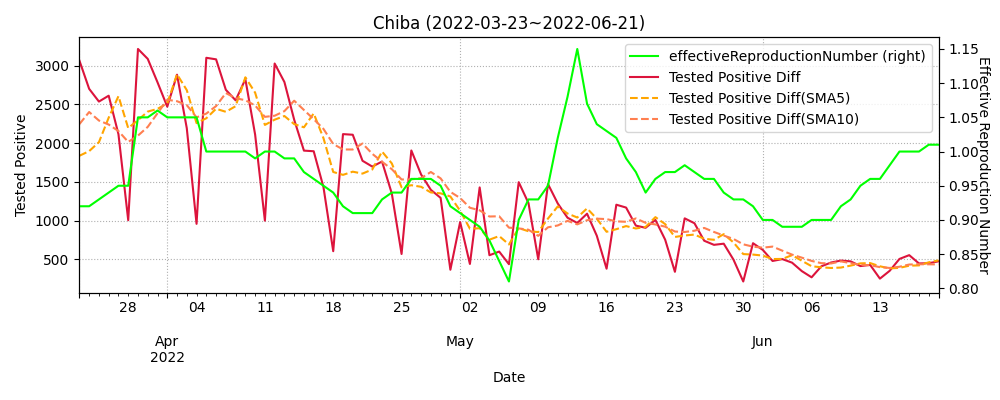 Chiba (2022-03-23~2022-06-21)
effectiveReproductionNumber (right)
Tested Positive Diff
Tested Positive Diff(SMA5)
Tested Positive Diff(SMA10)
Tested Positive
3000
2500
2000
1500
1000
500
Effective Reproduction Number
1.15
1.10
1.05
1.00
0.95
0.90
0.85
0.80
28 04 11 18 25 02 09 16 23 30 06 13
Apr May Jun
2022
Date